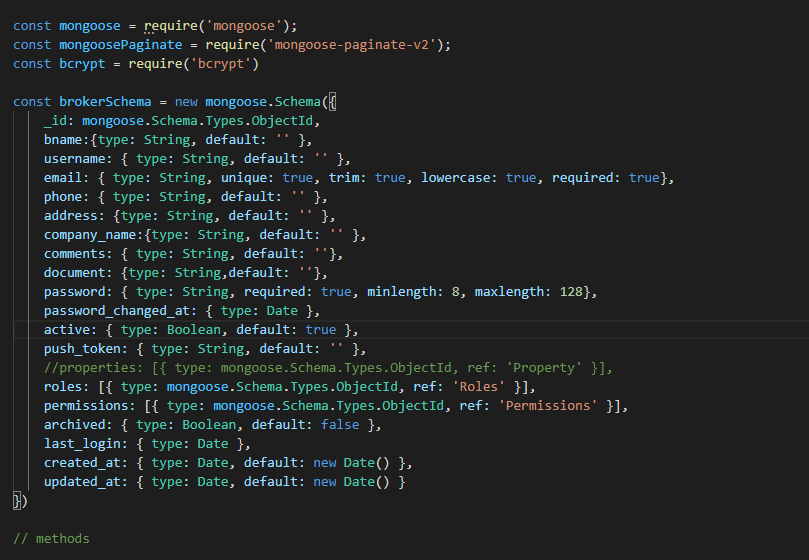 const mongoose = require('mongoose');
const mongoosePaginate = require('mongoose-paginate-v2');
const bcrypt = require('bcrypt')
const brokerSchema = new mongoose.Schema({
_id: mongoose.Schema.Types.ObjectId,
bname:{type: String, default: '' },
username: { type: String, default: '' },
email: { type: String, unique: true, trim: true, lowercase: true, required: true},
phone: { type: String, default: '' },
address: {type: String, default: '' },
company_name:{type: String, default: '' },
comments: { type: String, default: ''},
document: {type: String,default: ''},
password: { type: String, required: true, minlength: 8, maxlength: 128},
password_changed_at: { type: Date },
active: { type: Boolean, default: true },
push_token: { type: String, default: '' },
//properties: [{ type: mongoose.Schema.Types.ObjectId, ref: 'Property' }],
roles: [{ type: mongoose.Schema.Types.ObjectId, ref: 'Roles' }],
permissions: [{ type: mongoose.Schema.Types.ObjectId, ref: 'Permissions' }],
archived: { type: Boolean, default: false },
last_login: { type: Date },
created_at: { type: Date, default: new Date() },
updated_at: { type: Date, default: new Date() }
})
// methods